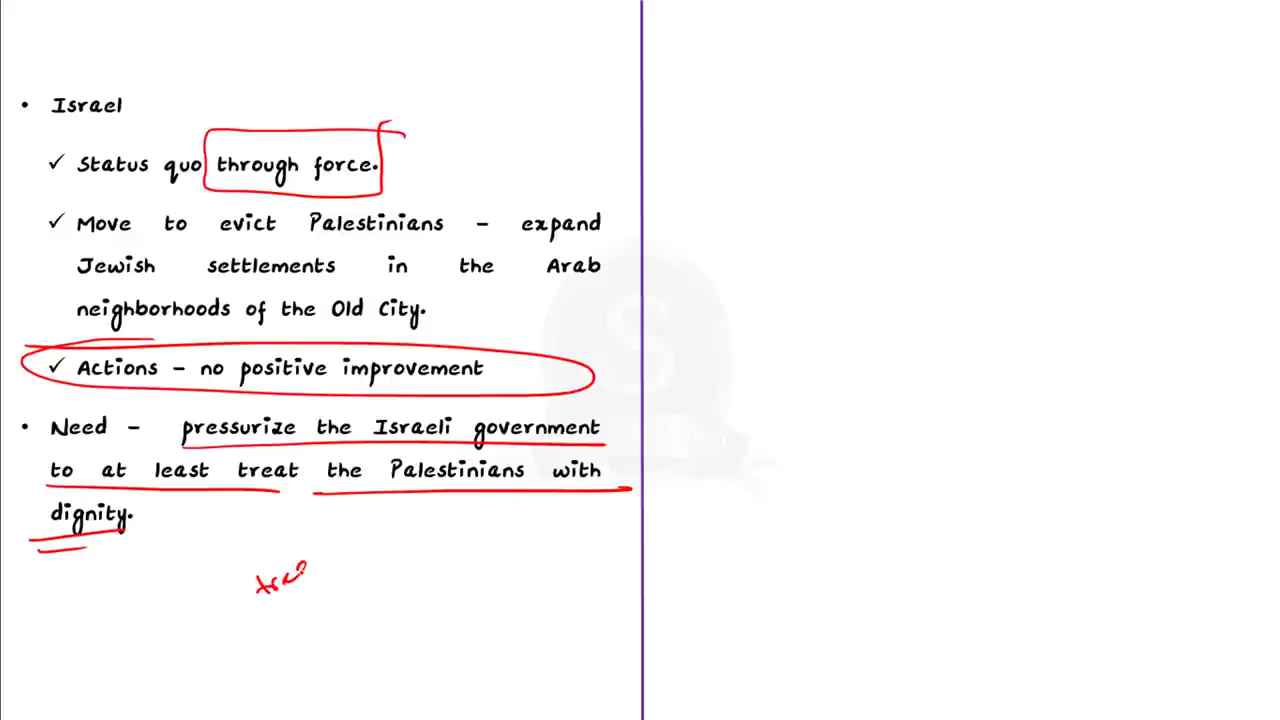 • Israel
✓ Status quo through force.
✓ Move to evict Palestinians - expand
Jewish settlements in the Arab
neighborhoods of the Old City.
✓ Actions - no positive improvement
• Need - pressurize the Israeli government
to at least treat the Palestinians with
dignity.